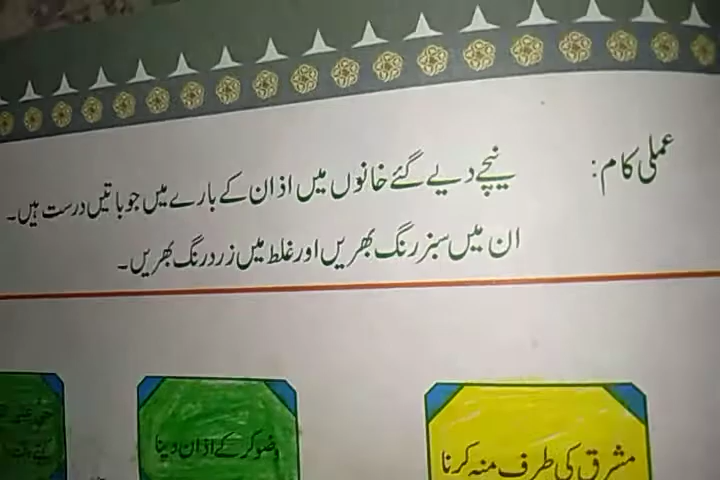 عملی کام: نیچے دیے گئے خانوں میں اذان کے بارے میں جو باتیں درست ہیں۔
ان میں سبز رنگ بھریں اور غلط میں زرد رنگ بھریں۔
مشرق کی طرف منہ کرنا
وضو کر کے اذان دینا